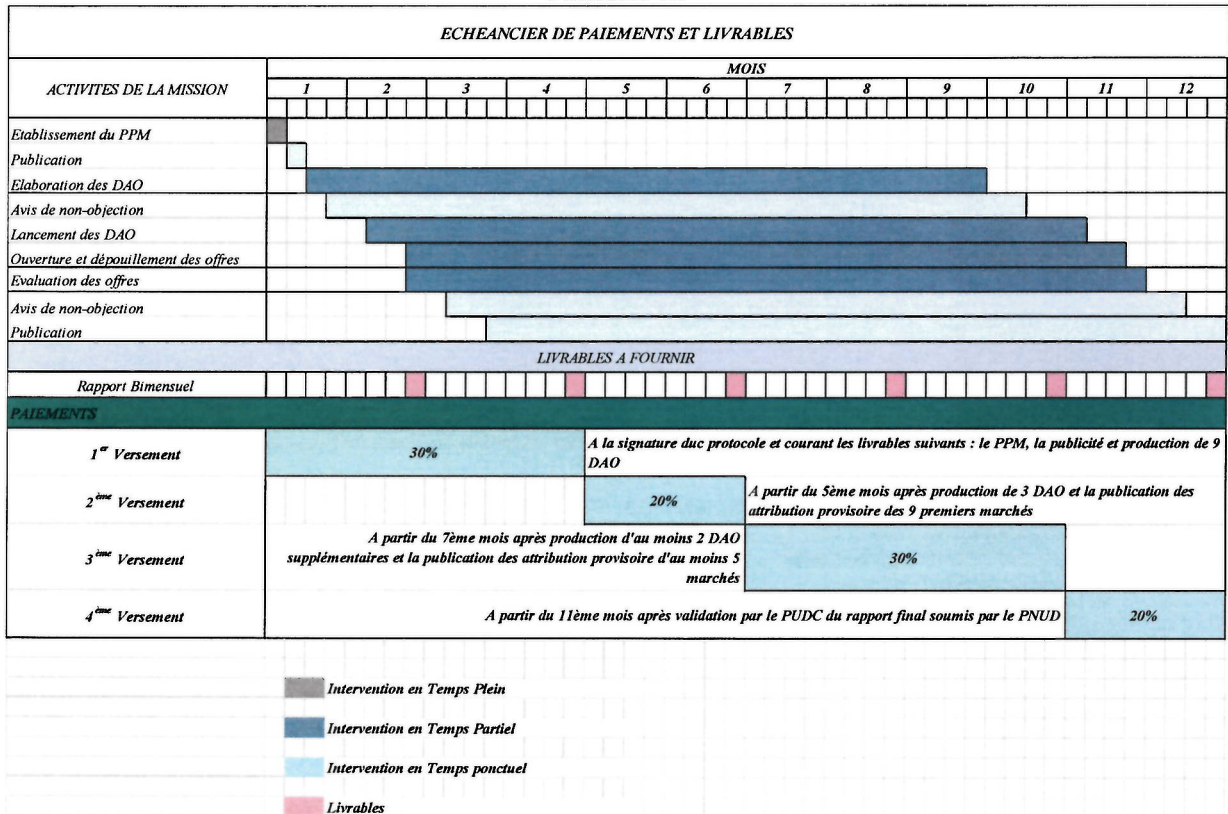 ECHEANCIER DE PAIEMENTS ET LIVRABLES
ACTIVITES DE LA MISSION
MOIS
1 2 3 4 5 6 7 8 9 10 11 12
Etablissement du PPM
Publication
Elaboration des DAO
Avis de non-objection
Lancement des DAO
Ouverture et dépouillement des offres
Evaluation des offres
Avis de non-objection
Publication
LIVRABLES A FOURNIR
Rapport Bimensuel
PAIEMENTS
1er Versement
30%
A la signature duc protocole et courant les livrables suivants : le PPM, la publicité et production de 9
DAO
2ème Versement
20%
A partir du 5ème mois après production de 3 DAO et la publication des
attribution provisoire des 9 premiers marchés
3ème Versement
A partir du 7ème mois après production d'au moins 2 DAO
supplémentaires et la publication des attribution provisoire d'au moins 5
marchés
30%
4ème Versement
A partir du 11ème mois après validation par le PUDC du rapport final soumis par le PNUD
20%
Intervention en Temps Plein
Intervention en Temps Partiel
Intervention en Temps ponctuel
Livrables